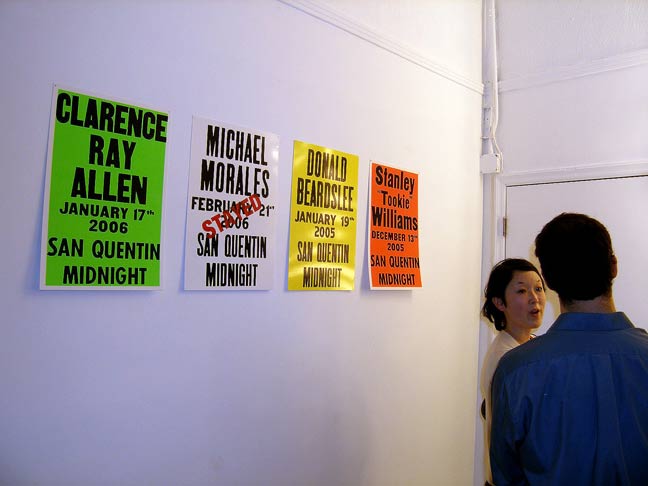 CLARENCE
RAY
ALLEN
JANUARY 17th
2006
SAN QUENTIN
MIDNIGHT
MICHAEL
MORALES
FEBRUARY 21st
2006
STAYED
SAN QUENTIN
MIDNIGHT
DONALD
BEARDSLEE
JANUARY 19th
2005
SAN QUENTIN
MIDNIGHT
Stanley
"Tookie"
Williams
DECEMBER 13th
2005
SAN QUENTIN
MIDNIGHT